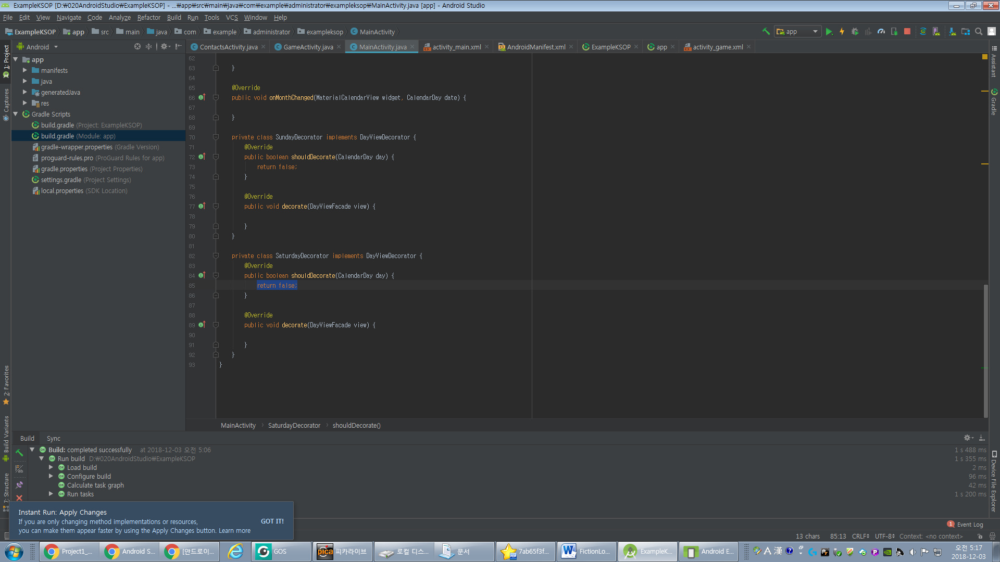 ExampleKSOP [D:\020AndroidStudio\ExampleKSOP] - ...\app\src\main\java\com\example\administrator\exampleksop\MainActivity.java [app] - Android Studio
File Edit View Navigate Code Analyze Refactor Build Run Tools VCS Window Help
ExampleKSOP app src main java com example administrator exampleksop MainActivity app
1: Project Android ContactsActivity.java GameActivity.java MainActivity.java activity_main.xml AndroidManifest.xml ExampleKSOP app activity_game.xml
Assistant
Gradle
Captures
2: Favorites
Build Variants
7: Structure
Device File Explorer
app
manifests
java
generatedJava
res
Gradle Scripts
build.gradle (Project: ExampleKSOP)
build.gradle (Module: app)
gradle-wrapper.properties (Gradle Version)
proguard-rules.pro (ProGuard Rules for app)
gradle.properties (Project Properties)
settings.gradle (Project Settings)
local.properties (SDK Location)
62
63 }
64
65 @Override
66 public void onMonthChanged(MaterialCalendarView widget, CalendarDay date) {
67
68 }
69
70 private class SundayDecorator implements DayViewDecorator {
71 @Override
72 public boolean shouldDecorate(CalendarDay day) {
73 return false;
74 }
75
76 @Override
77 public void decorate(DayViewFacade view) {
78
79 }
80 }
81
82 private class SaturdayDecorator implements DayViewDecorator {
83 @Override
84 public boolean shouldDecorate(CalendarDay day) {
85 return false;
86 }
87
88 @Override
89 public void decorate(DayViewFacade view) {
90
91 }
92 }
93 }
MainActivity SaturdayDecorator shouldDecorate()
Build Sync
Build: completed successfully at 2018-12-03 오전 5:06 1 s 488 ms
Run build D:\020AndroidStudio\ExampleKSOP 1 s 355 ms
Load build 2 ms
Configure build 96 ms
Calculate task graph 42 ms
Run tasks 1 s 200 ms
Instant Run: Apply Changes
If you are only changing method implementations or resources,
you can make them appear faster by using the Apply Changes button. Learn more
GOT IT!
1 Event Log
13 chars 85:13 CRLF UTF-8 Context: <no context>
Project1_... Android S... [안드로이... GOS pica 피카라이브 로컬 디스... 문서 7ab65f3f... FictionLo... ExampleK... Android E... A 漢 오전 5:17
2018-12-03